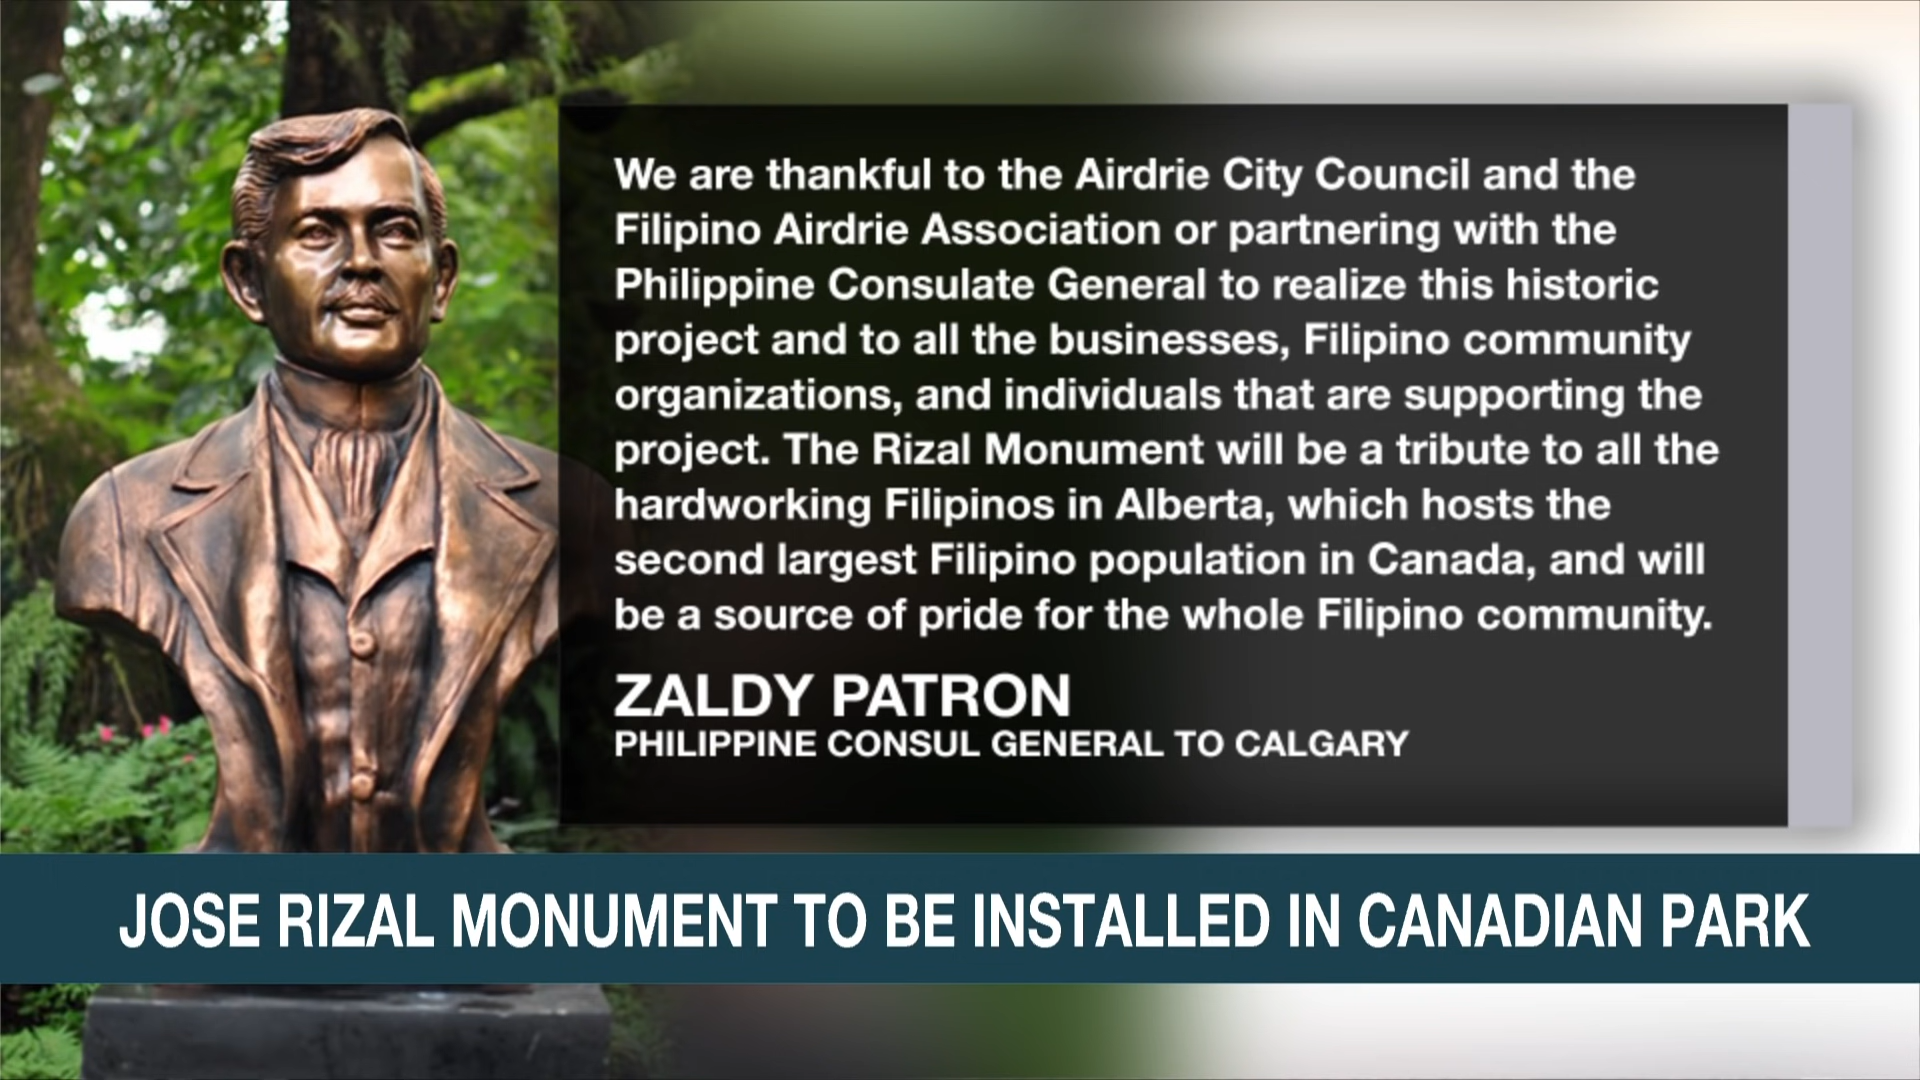 We are thankful to the Airdrie City Council and the
Filipino Airdrie Association or partnering with the
Philippine Consulate General to realize this historic
project and to all the businesses, Filipino community
organizations, and individuals that are supporting the
project. The Rizal Monument will be a tribute to all the
hardworking Filipinos in Alberta, which hosts the
second largest Filipino population in Canada, and will
be a source of pride for the whole Filipino community.
ZALDY PATRON
PHILIPPINE CONSUL GENERAL TO CALGARY
JOSE RIZAL MONUMENT TO BE INSTALLED IN CANADIAN PARK